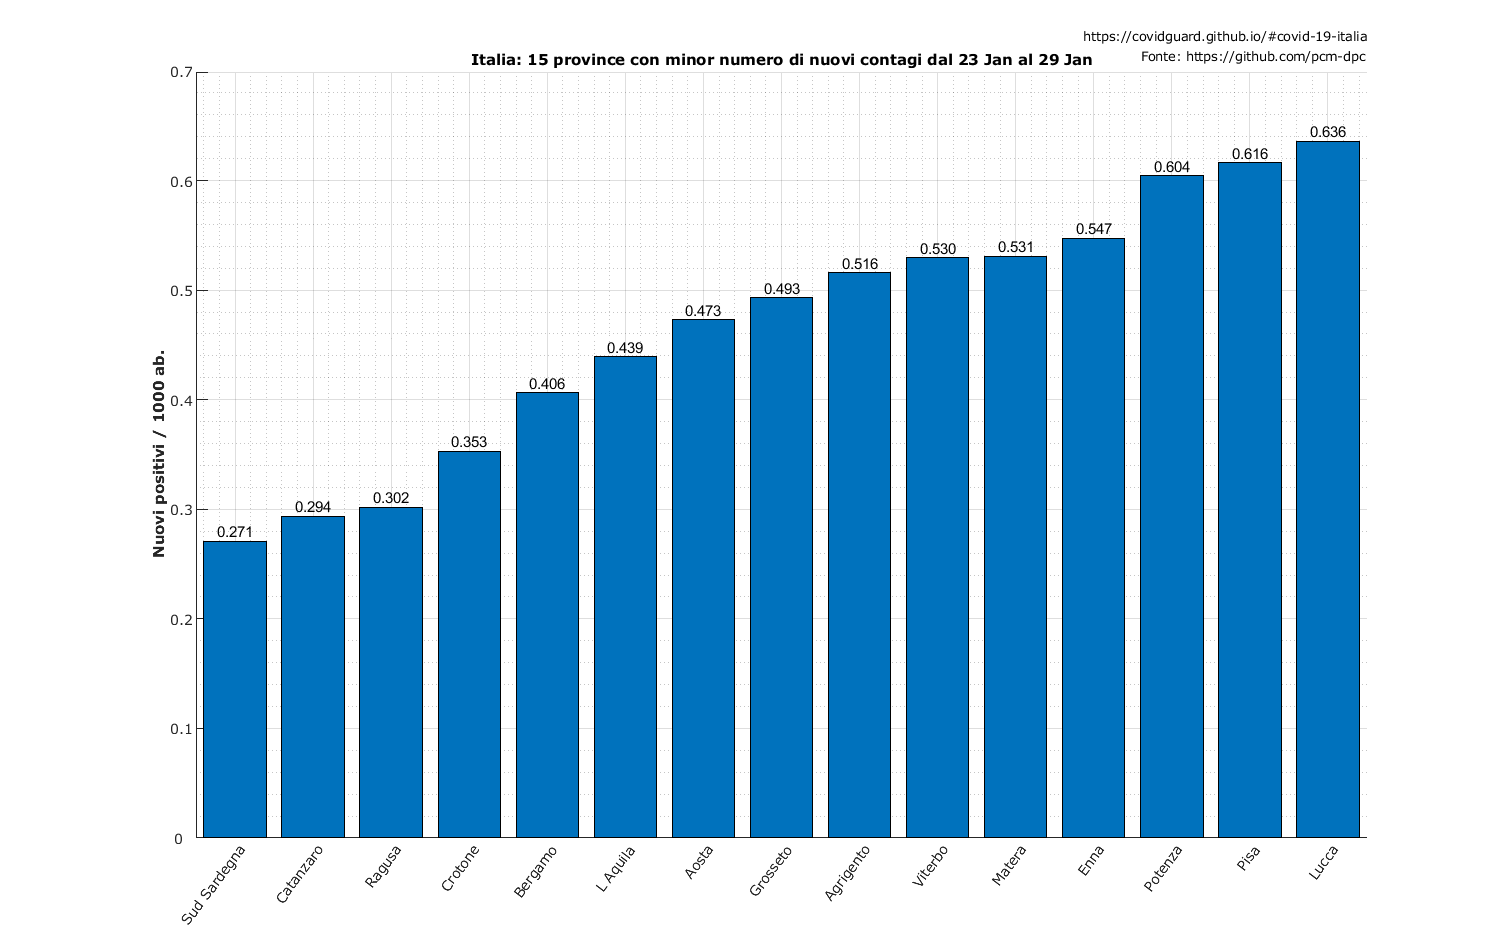 https://covidguard.github.io/#covid-19-italia
Fonte: https://github.com/pcm-dpc
Italia: 15 province con minor numero di nuovi contagi dal 23 Jan al 29 Jan
Nuovi positivi / 1000 ab.
0.7
0.6
0.5
0.4
0.3
0.2
0.1
0
0.271
0.294
0.302
0.353
0.406
0.439
0.473
0.493
0.516
0.530
0.531
0.547
0.604
0.616
0.636
Sud Sardegna
Catanzaro
Ragusa
Crotone
Bergamo
L Aquila
Aosta
Grosseto
Agrigento
Viterbo
Matera
Enna
Potenza
Pisa
Lucca